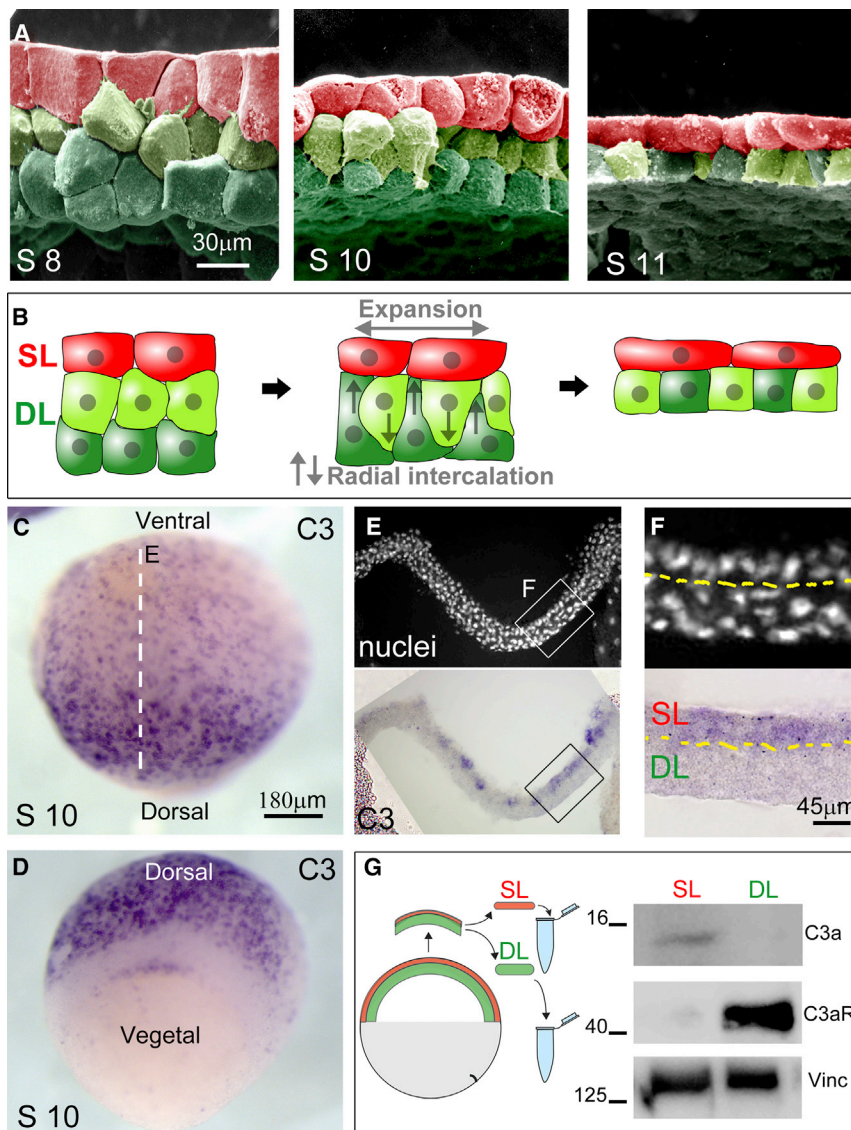 A
S 8
30μm
S 10
S 11
B
SL
DL
Expansion
Radial intercalation
C
Ventral
C3
E
S 10
Dorsal
180μm
D
Dorsal
C3
Vegetal
S 10
E
F
nuclei
C3
F
SL
DL
45μm
G
SL
DL
SL
DL
16
C3a
40
C3aR
125
Vinc